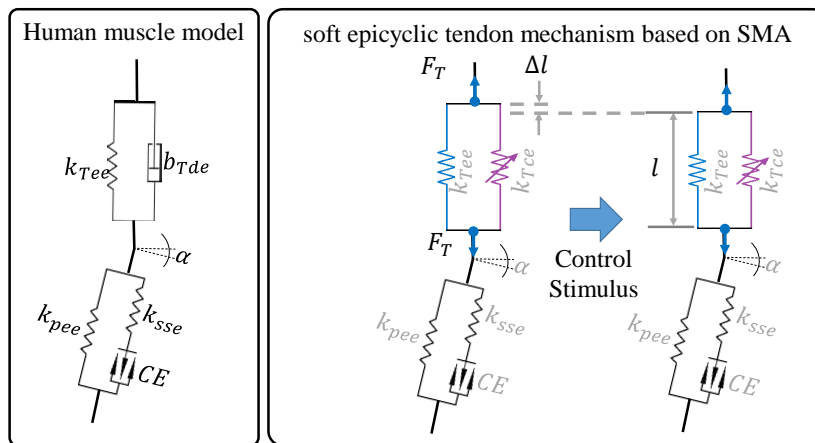 Human muscle model
k_Tee
b_Tde
α
k_pee
k_sse
CE
soft epicyclic tendon mechanism based on SMA
F_T
Δl
k_Tee
k_Tce
F_T
α
k_pee
k_sse
CE
Control
Stimulus
l
k_Tee
k_Tce
α
k_pee
k_sse
CE